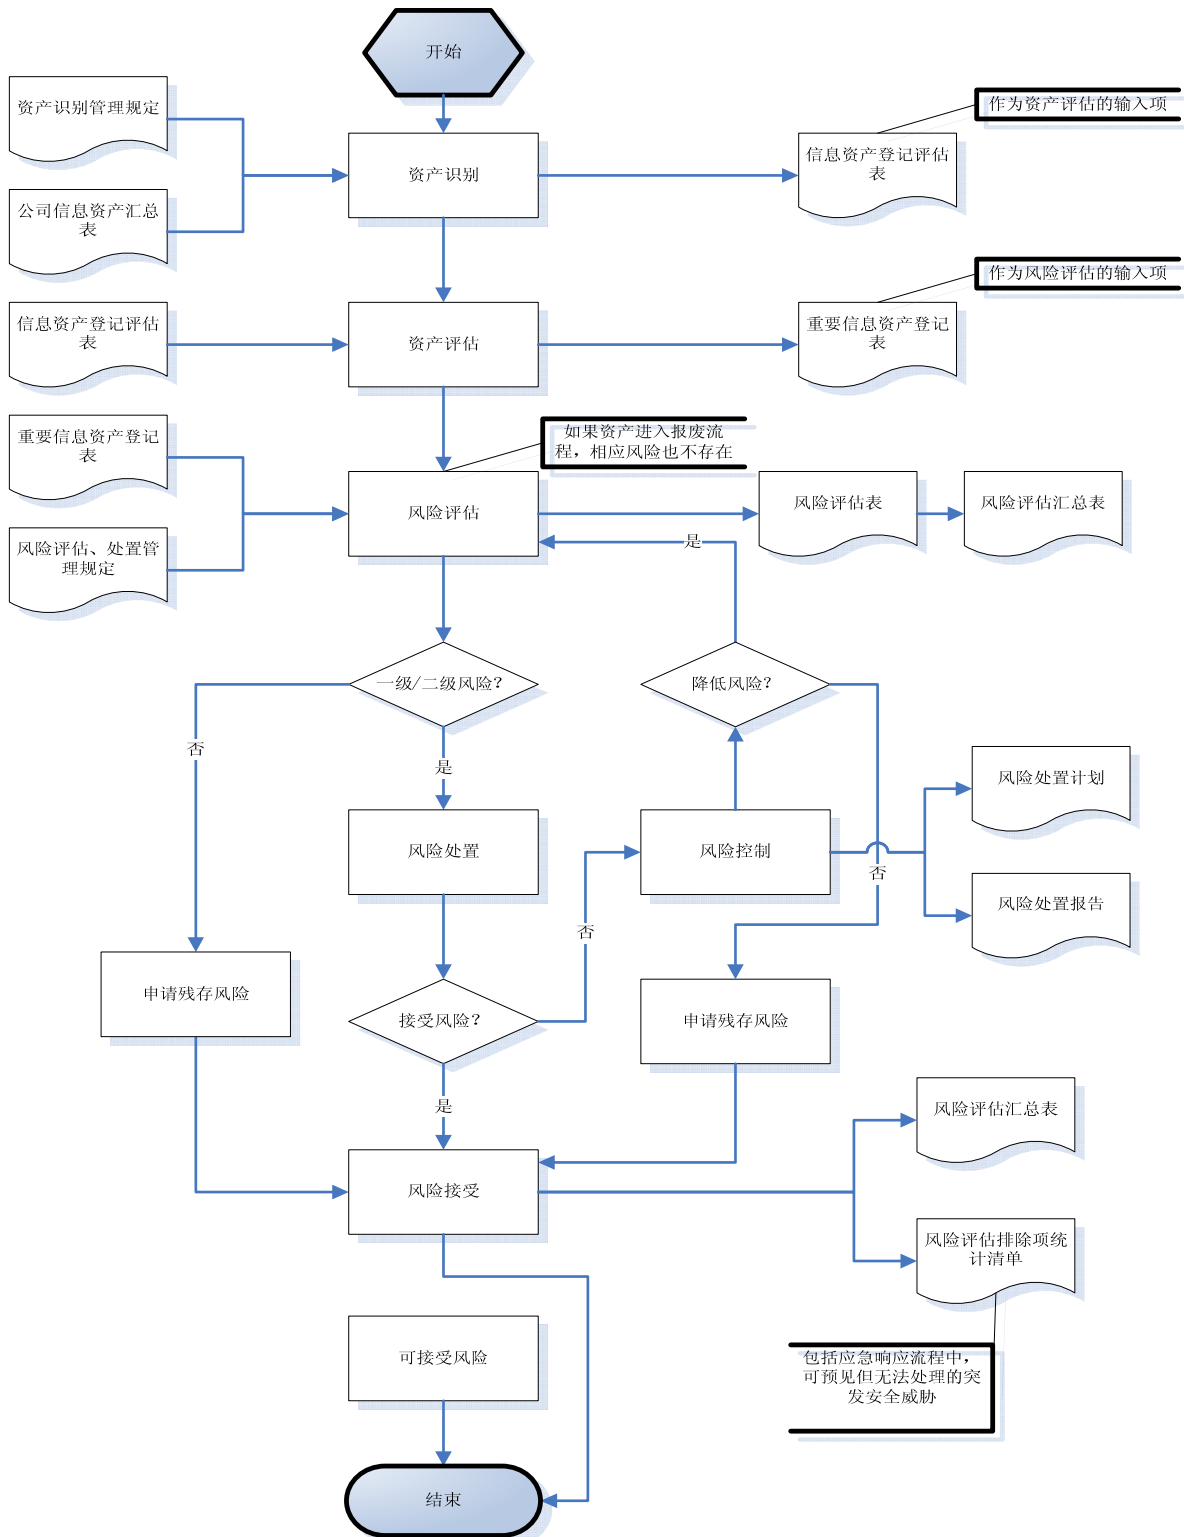 开始
资产识别管理规定
作为资产评估的输入项
资产识别
信息资产登记评估
表
公司信息资产汇总
表
作为风险评估的输入项
信息资产登记评估
表
资产评估
重要信息资产登记
表
重要信息资产登记
表
如果资产进入报废流
程，相应风险也不存在
风险评估
风险评估表
风险评估汇总表
风险评估、处置管
理规定
是
一级/二级风险？
降低风险？
否
是
风险处置计划
风险处置
风险控制
否
风险处置报告
否
申请残存风险
接受风险？
申请残存风险
是
风险评估汇总表
风险接受
风险评估排除项统
计清单
可接受风险
包括应急响应流程中，
可预见但无法处理的突
发安全威胁
结束